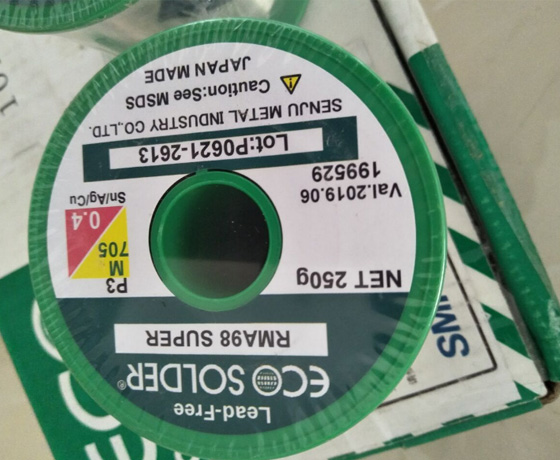 Lead-Free
ECO SOLDER®
RMA98 SUPER
NET 250g
P3
M
705
0.4
Sn/Ag/Cu
Val.2019.06
199529
Lot:P0621-2613
SENJU METAL INDUSTRY CO.,LTD.
Caution:See MSDS
JAPAN MADE
SMI